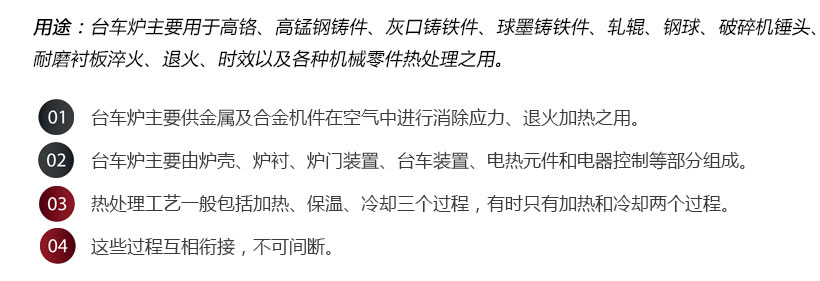 用途：台车炉主要用于高铬、高锰钢铸件、灰口铸铁件、球墨铸铁件、轧辊、钢球、破碎机锤头、
耐磨衬板淬火、退火、时效以及各种机械零件热处理之用。
01 台车炉主要供金属及合金机件在空气中进行消除应力、退火加热之用。
02 台车炉主要由炉壳、炉衬、炉门装置、台车装置、电热元件和电器控制等部分组成。
03 热处理工艺一般包括加热、保温、冷却三个过程，有时只有加热和冷却两个过程。
04 这些过程互相衔接，不可间断。